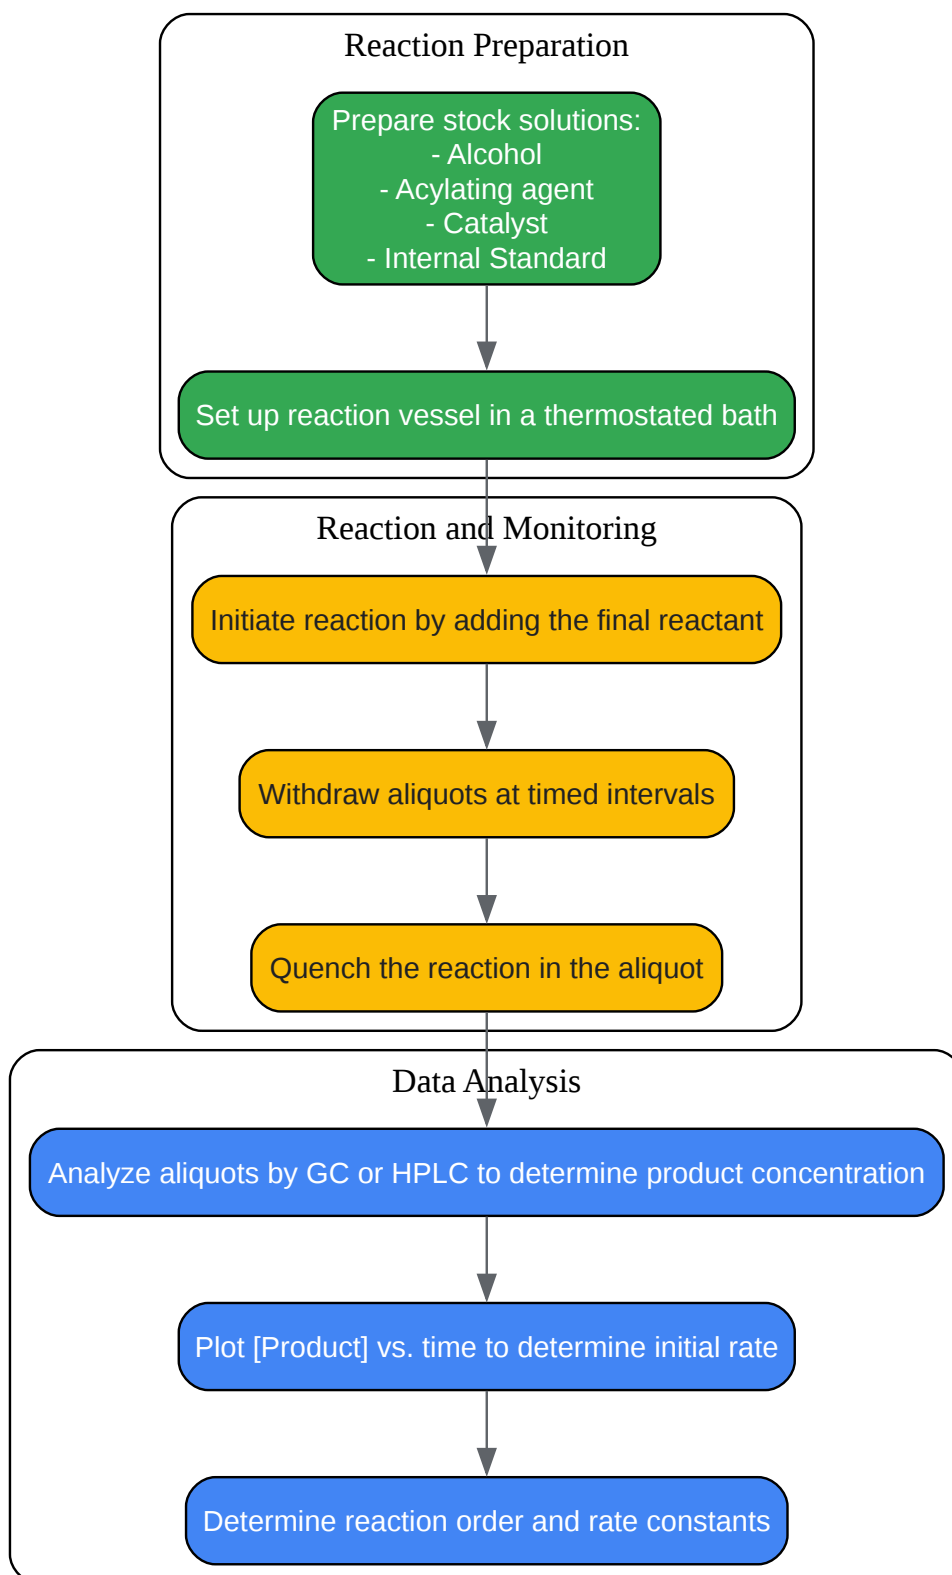 Reaction Preparation
Prepare stock solutions:
- Alcohol
- Acylating agent
- Catalyst
- Internal Standard
Set up reaction vessel in a thermostated bath
Reaction and Monitoring
Initiate reaction by adding the final reactant
Withdraw aliquots at timed intervals
Quench the reaction in the aliquot
Data Analysis
Analyze aliquots by GC or HPLC to determine product concentration
Plot [Product] vs. time to determine initial rate
Determine reaction order and rate constants